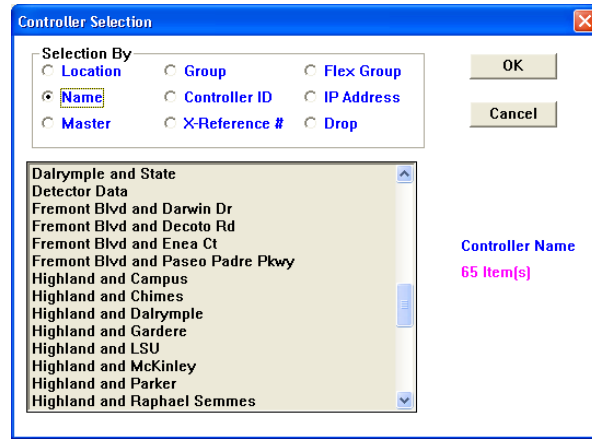 Controller Selection
Selection By
Location Group Flex Group
Name Controller ID IP Address
Master X-Reference # Drop
OK
Cancel
Dalrymple and State
Detector Data
Fremont Blvd and Darwin Dr
Fremont Blvd and Decoto Rd
Fremont Blvd and Enea Ct
Fremont Blvd and Paseo Padre Pkwy
Highland and Campus
Highland and Chimes
Highland and Dalrymple
Highland and Gardere
Highland and LSU
Highland and McKinley
Highland and Parker
Highland and Raphael Semmes
Controller Name
65 Item(s)